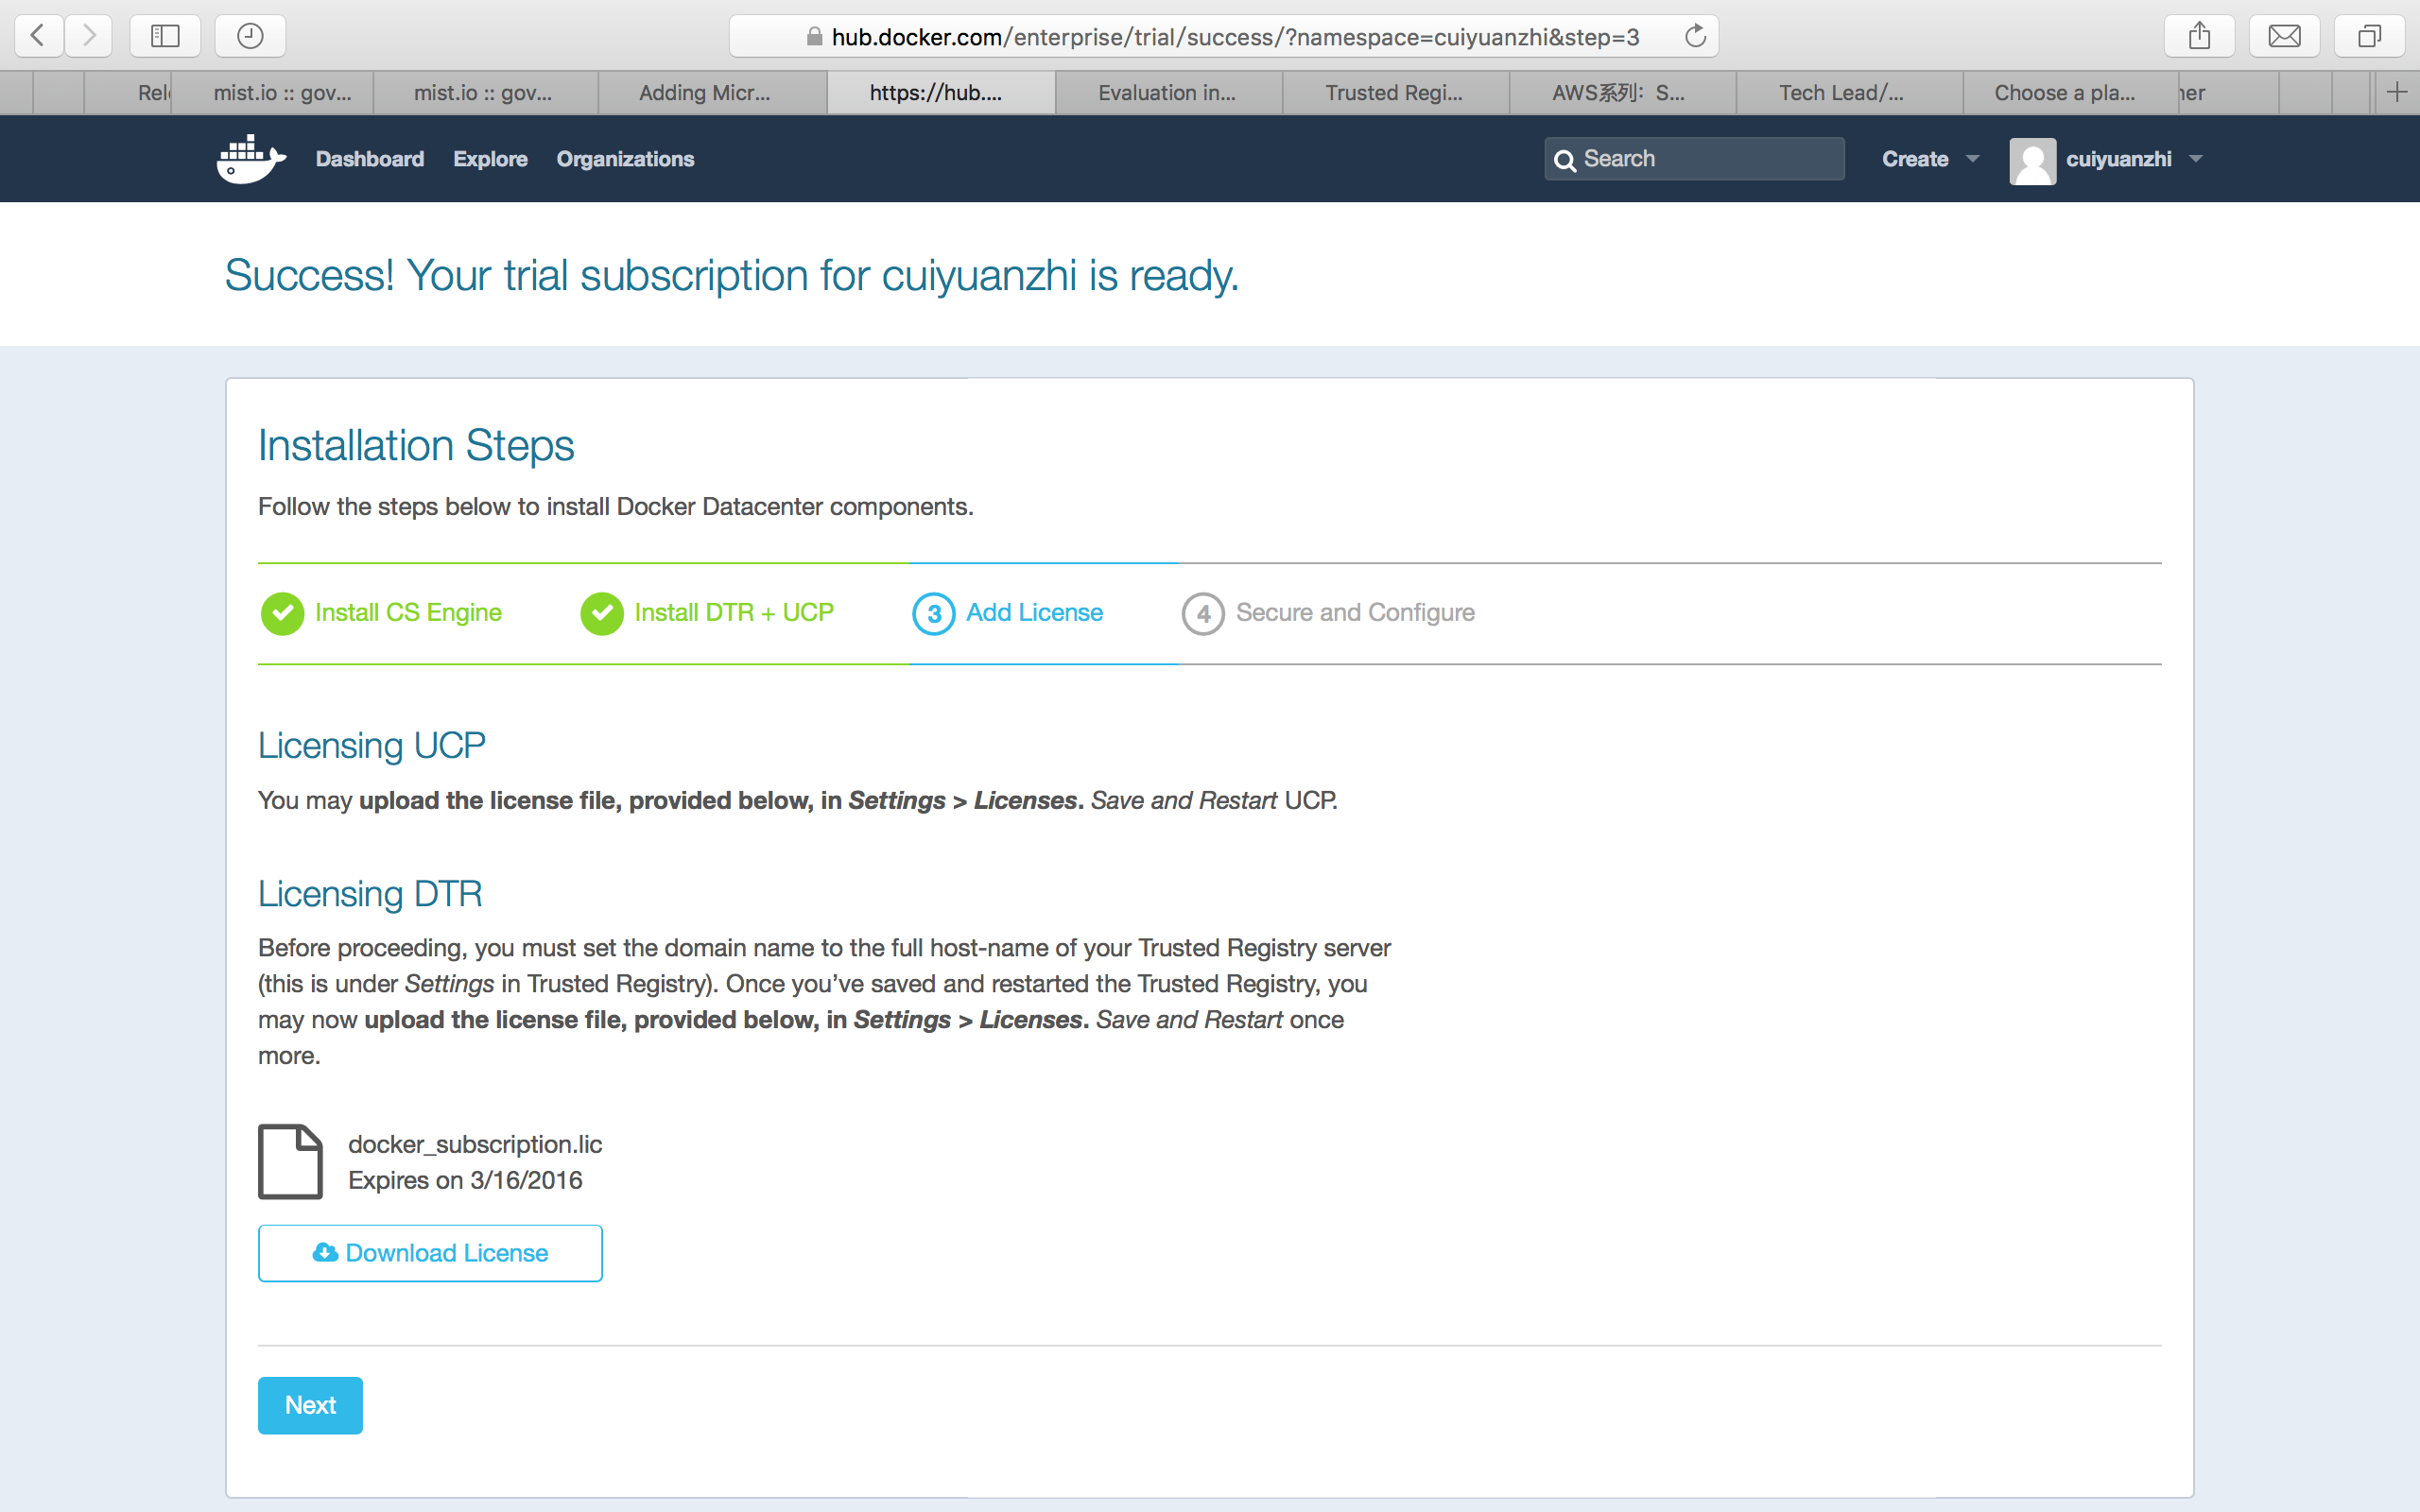 hub.docker.com/enterprise/trial/success/?namespace=cuiyuanzhi&step=3
mist.io :: gov... mist.io :: gov... Adding Micr... https://hub.... Evaluation in... Trusted Regi... AWS系列：S... Tech Lead/... Choose a pla...
Dashboard Explore Organizations Search Create cuiyuanzhi
Success! Your trial subscription for cuiyuanzhi is ready.
Installation Steps
Follow the steps below to install Docker Datacenter components.
Install CS Engine Install DTR + UCP 3 Add License 4 Secure and Configure
Licensing UCP
You may upload the license file, provided below, in Settings > Licenses. Save and Restart UCP.
Licensing DTR
Before proceeding, you must set the domain name to the full host-name of your Trusted Registry server
(this is under Settings in Trusted Registry). Once you’ve saved and restarted the Trusted Registry, you
may now upload the license file, provided below, in Settings > Licenses. Save and Restart once
more.
docker_subscription.lic
Expires on 3/16/2016
Download License
Next